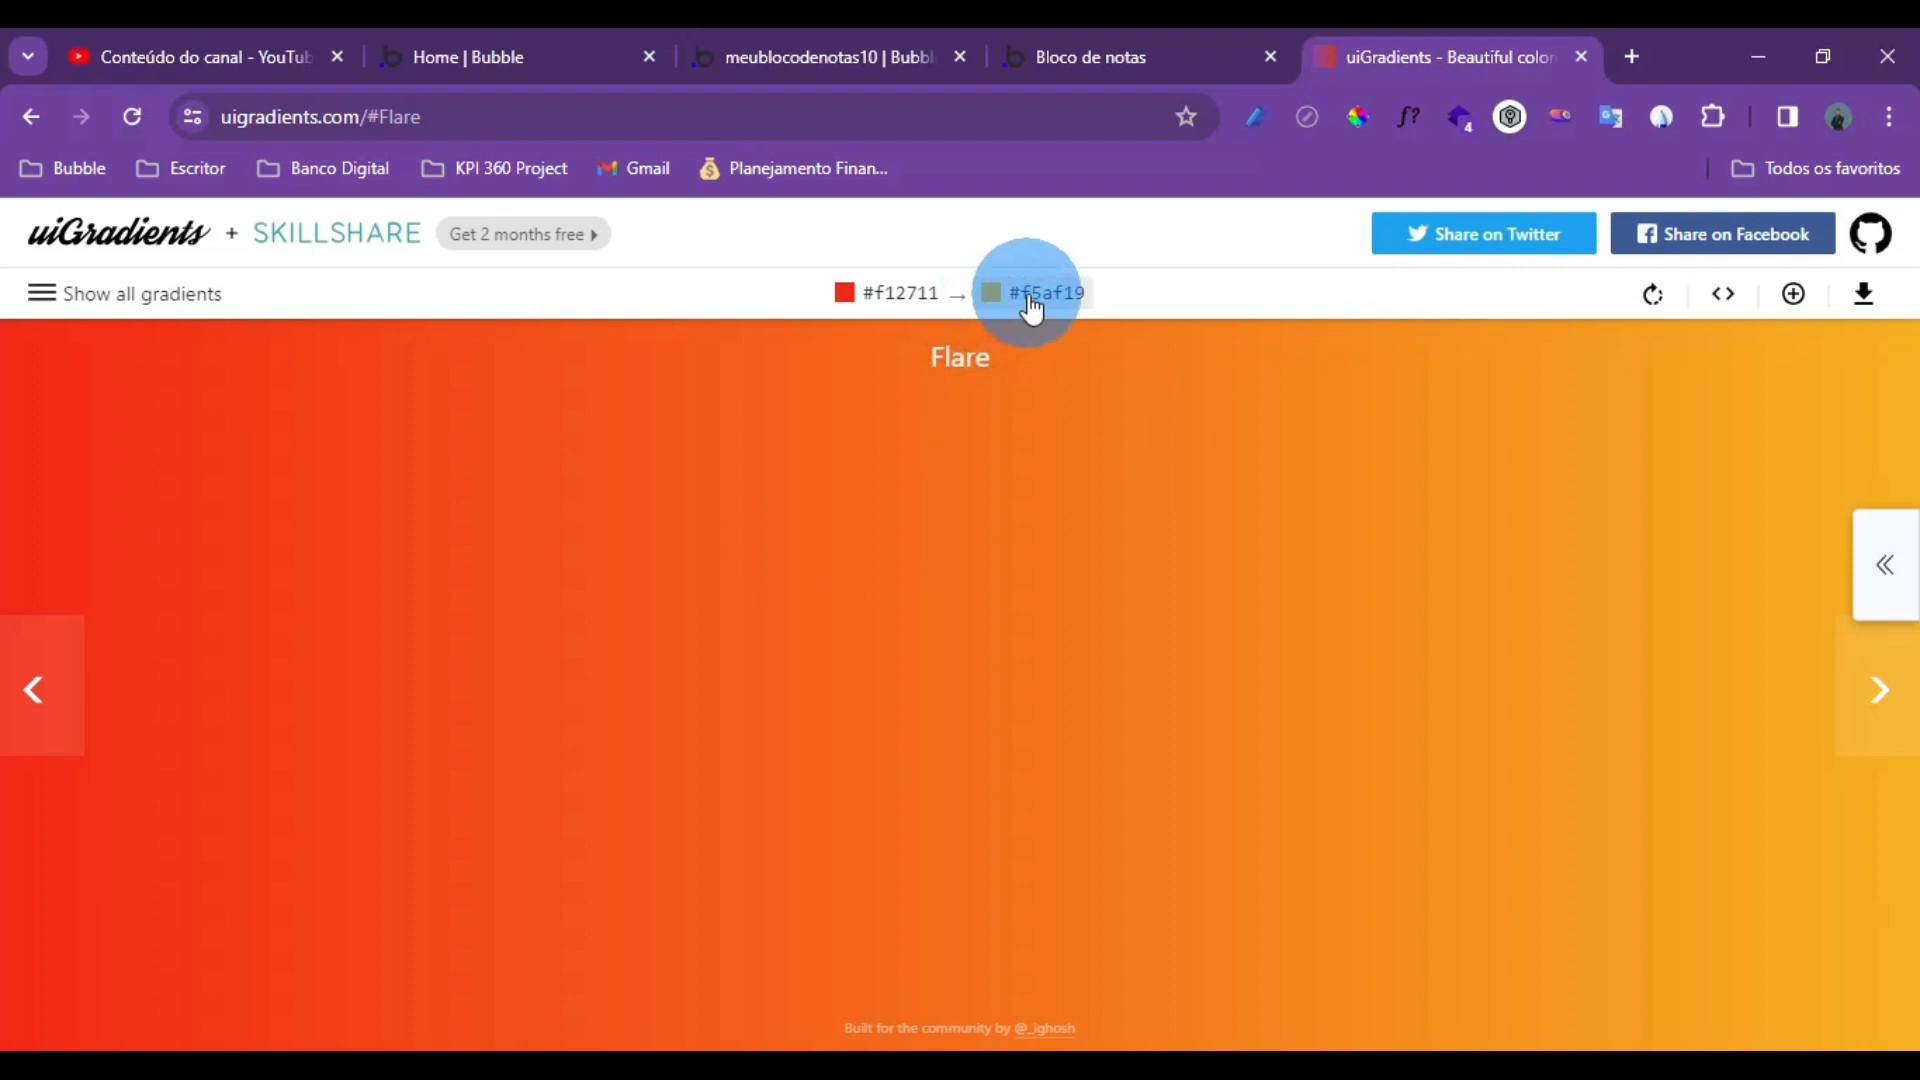 Conteúdo do canal - YouTub
Home | Bubble
meublocodenotas10 | Bubbl
Bloco de notas
uiGradients - Beautiful color
uigradients.com/#Flare
f?
4
Bubble
Escritor
Banco Digital
KPI 360 Project
Gmail
Planejamento Finan...
Todos os favoritos
uiGradients + SKILLSHARE
Get 2 months free
Share on Twitter
Share on Facebook
Show all gradients
#f12711 → #f5af19
Flare
Built for the community by @_ighosh